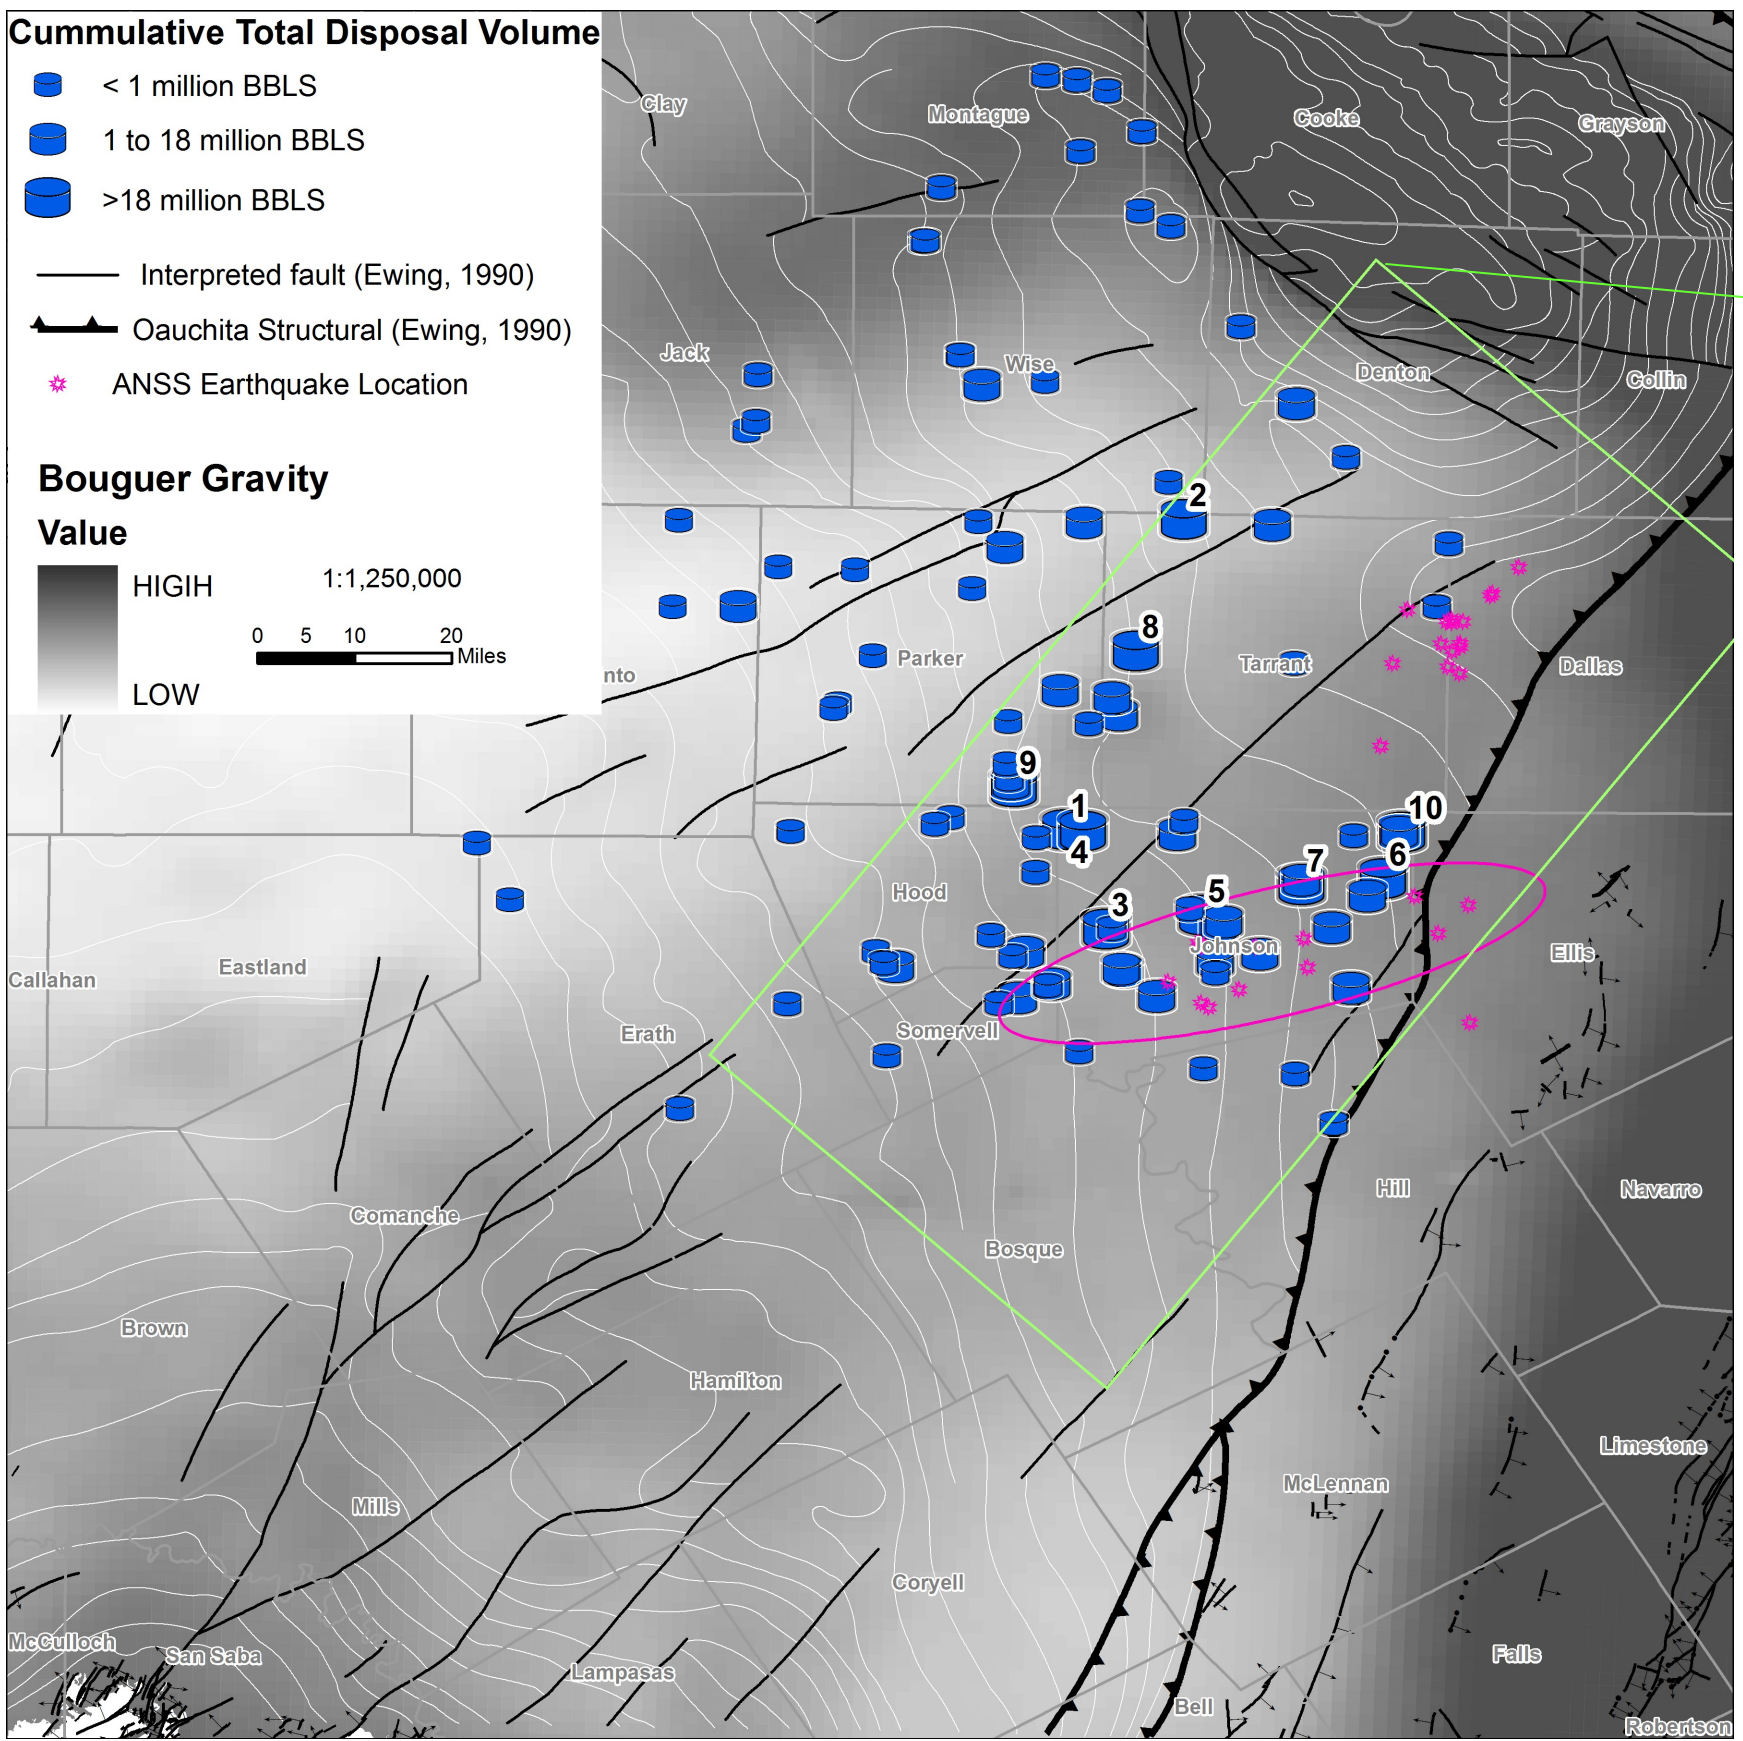 Cummulative Total Disposal Volume
< 1 million BBLS
1 to 18 million BBLS
>18 million BBLS
Interpreted fault (Ewing, 1990)
Oauchita Structural (Ewing, 1990)
ANSS Earthquake Location
Bouguer Gravity
Value
HIGIH
LOW
1:1,250,000
0 5 10 20
Miles
Clay
Montague
Cooke
Grayson
Jack
Wise
Denton
Collin
2
8
nto
Parker
Tarrant
Dallas
9
1
10
4
7
6
Hood
3
5
Johnson
Ellis
Callahan
Eastland
Erath
Somervell
Comanche
Hill
Navarro
Bosque
Brown
Hamilton
Limestone
McLennan
Mills
Coryell
McCulloch
San Saba
Lampasas
Falls
Bell
Robertson